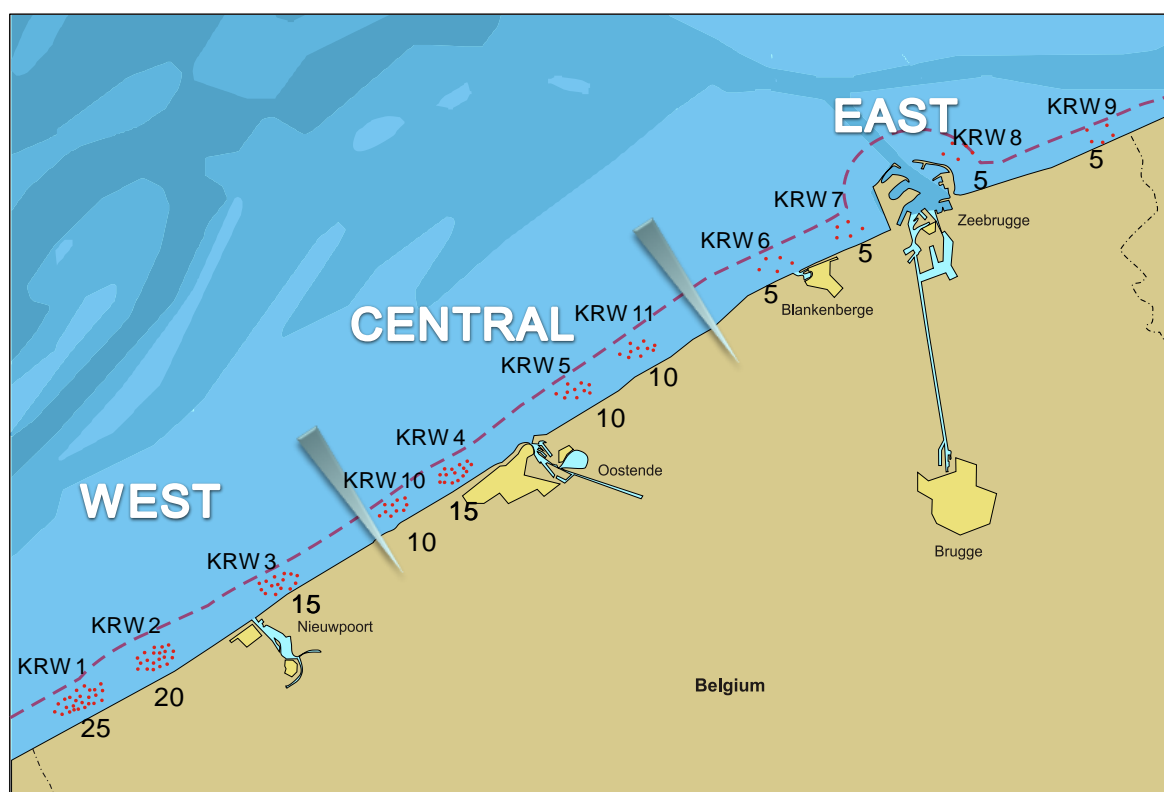 EAST
KRW 9
KRW 8
5
5
KRW 7
Zeebrugge
KRW 6
5
5
Blankenberge
CENTRAL
KRW 11
KRW 5
10
10
KRW 4
Oostende
WEST
KRW 10
15
10
Brugge
KRW 3
15
Nieuwpoort
KRW 2
KRW 1
20
25
Belgium